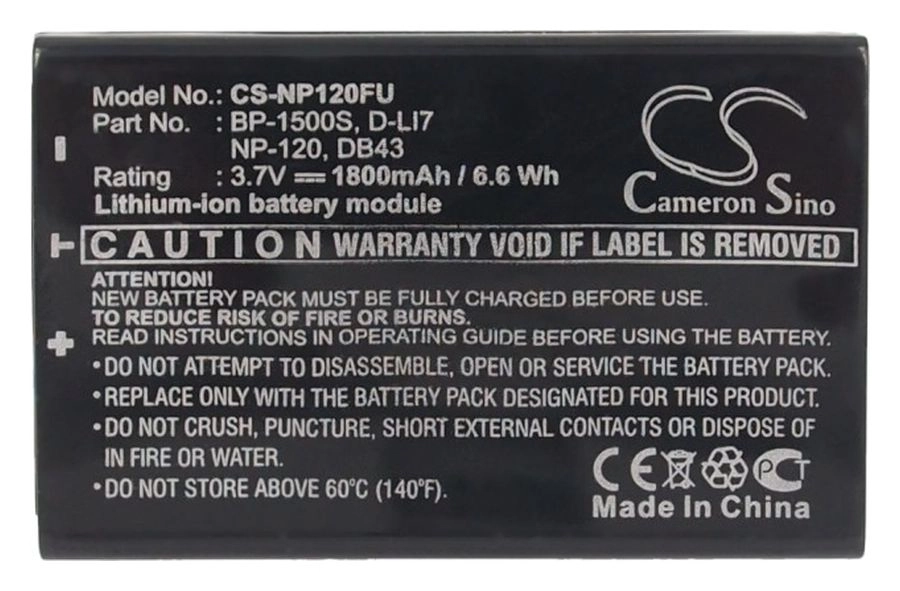 Model No.: CS-NP120FU
Part No. : BP-1500S, D-LI7
NP-120, DB43
Rating : 3.7V 1800mAh / 6.6 Wh
Lithium-ion battery module
CS
Cameron Sino
CAUTION WARRANTY VOID IF LABEL IS REMOVED
ATTENTION!
NEW BATTERY PACK MUST BE FULLY CHARGED BEFORE USE.
TO REDUCE RISK OF FIRE OR BURNS.
READ INSTRUCTIONS IN OPERATING GUIDE BEFORE USING THE BATTERY.
•DO NOT ATTEMPT TO DISASSEMBLE, OPEN OR SERVICE THE BATTERY PACK.
•REPLACE ONLY WITH THE BATTERY PACK DESIGNATED FOR THIS PRODUCT.
•DO NOT CRUSH, PUNCTURE, SHORT EXTERNAL CONTACTS OR DISPOSE OF
IN FIRE OR WATER.
•DO NOT STORE ABOVE 60°C (140°F).
CE PCT
Made In China
- T +